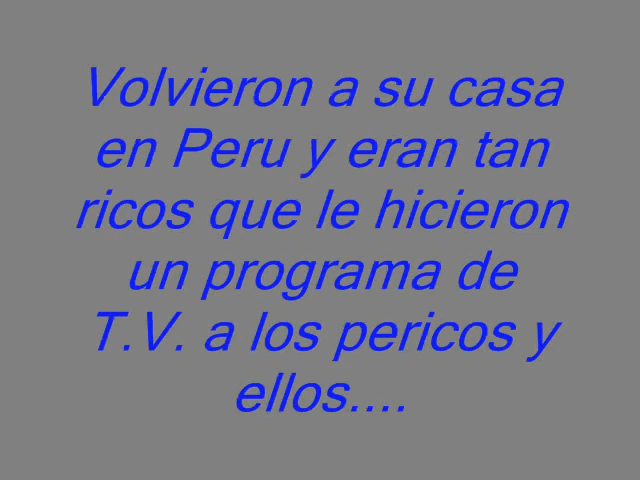 Volvieron a su casa
en Peru y eran tan
ricos que le hicieron
un programa de
T.V. a los pericos y
ellos....